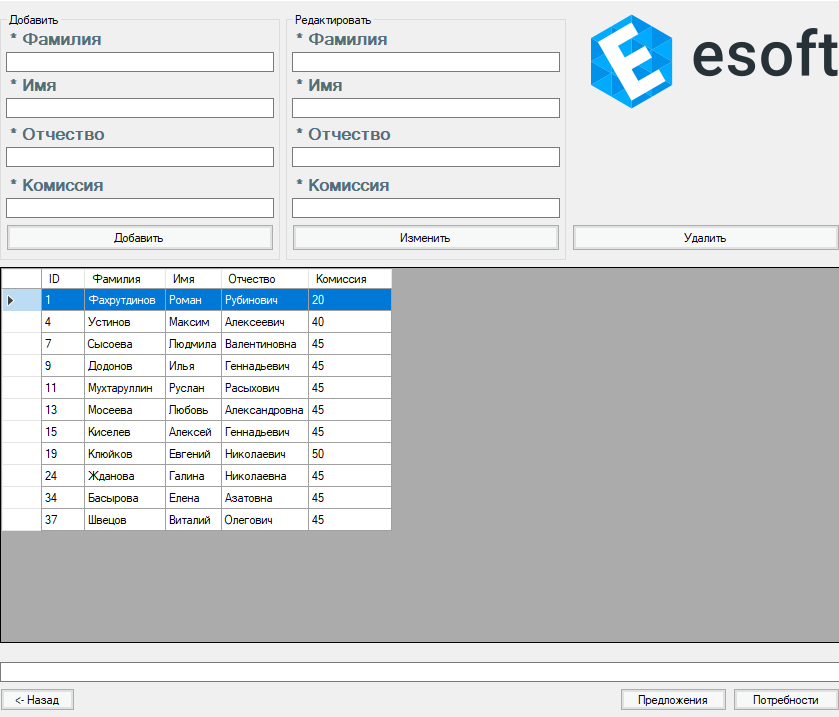 Добавить
* Фамилия
* Имя
* Отчество
* Комиссия
Добавить
Редактировать
* Фамилия
* Имя
* Отчество
* Комиссия
Изменить
esoft
Удалить
ID Фамилия Имя Отчество Комиссия
1 Фахрутдинов Роман Рубинович 20
4 Устинов Максим Алексеевич 40
7 Сысоева Людмила Валентиновна 45
9 Додонов Илья Геннадьевич 45
11 Мухтаруллин Руслан Расыхович 45
13 Мосеева Любовь Александровна 45
15 Киселев Алексей Геннадьевич 45
19 Клюйков Евгений Николаевич 50
24 Жданова Галина Николаевна 45
34 Басырова Елена Азатовна 45
37 Швецов Виталий Олегович 45
<- Назад
Предложения
Потребности